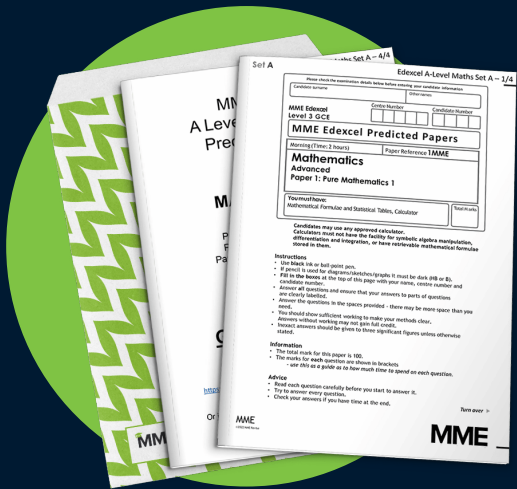 ths Set A – 4/4
MM
A Leve
Prec
M
P
P
Pa
C
https
Or
MM
Set A
Edexcel A-Level Maths Set A – 1/4
Please check the examination details below before entering your candidate information
Candidate surname
Other names
MME Edexcel
Level 3 GCE
Centre Number
Candidate Number
MME Edexcel Predicted Papers
Morning (Time: 2 hours)
Paper Reference 1MME
Mathematics
Advanced
Paper 1: Pure Mathematics 1
You must have:
Mathematical Formulae and Statistical Tables, Calculator
Total Marks
Candidates may use any approved calculator.
Calculators must not have the facility for symbolic algebra manipulation,
differentiation and integration, or have retrievable mathematical formulae
stored in them.
Instructions
• Use black ink or ball-point pen.
• If pencil is used for diagrams/sketches/graphs it must be dark (HB or B).
• Fill in the boxes at the top of this page with your name, centre number and
candidate number.
• Answer all questions and ensure that your answers to parts of questions
are clearly labelled.
• Answer the questions in the spaces provided – there may be more space than you
need.
• You should show sufficient working to make your methods clear.
Answers without working may not gain full credit.
• Inexact answers should be given to three significant figures unless otherwise
stated.
Information
• The total mark for this paper is 100.
• The marks for each question are shown in brackets
– use this as a guide as to how much time to spend on each question.
Advice
• Read each question carefully before you start to answer it.
• Try to answer every question.
• Check your answers if you have time at the end.
Turn over >
MME
MME